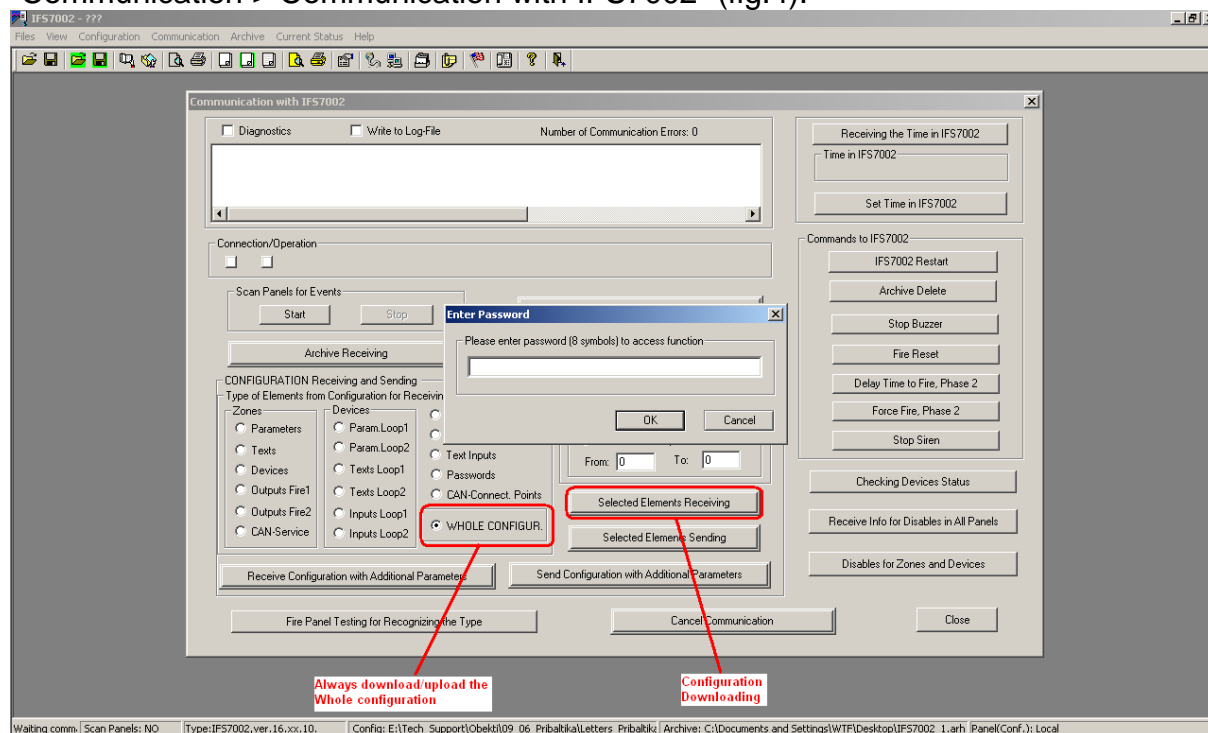 Communication > Communication with IFS7002" (fig.4).
IFS7002 - ???
Files View Configuration Communication Archive Current Status Help
Communication with IFS7002
Diagnostics
Write to Log-File
Number of Communication Errors: 0
Receiving the Time in IFS7002
Time in IFS7002
Set Time in IFS7002
Connection/Operation
Commands to IFS7002
IFS7002 Restart
Archive Delete
Stop Buzzer
Fire Reset
Delay Time to Fire, Phase 2
Force Fire, Phase 2
Stop Siren
Scan Panels for Events
Start
Stop
Enter Password
Please enter password (8 symbols) to access function
OK
Cancel
Archive Receiving
CONFIGURATION Receiving and Sending
Type of Elements from Configuration for Receivin
Zones
Parameters
Texts
Devices
Outputs Fire1
Outputs Fire2
CAN-Service
Devices
Param.Loop1
Param.Loop2
Texts Loop1
Texts Loop2
Inputs Loop1
Inputs Loop2
Text Inputs
Passwords
CAN-Connect. Points
WHOLE CONFIGUR.
From: 0 To: 0
Selected Elements Receiving
Selected Elements Sending
Checking Devices Status
Receive Info for Disables in All Panels
Disables for Zones and Devices
Receive Configuration with Additional Parameters
Send Configuration with Additional Parameters
Fire Panel Testing for Recognizing the Type
Cancel Communication
Close
Always download/upload the
Whole configuration
Configuration
Downloading
Waiting comm. Scan Panels: NO Type:IFS7002,ver.16.xx.10. Config: E:\Tech_Support\Obekti\09_06_Pribaltika\Letters_Pribaltika Archive: C:\Documents and Settings\WTF\Desktop\IFS7002_1.arh Panel(Conf.): Local